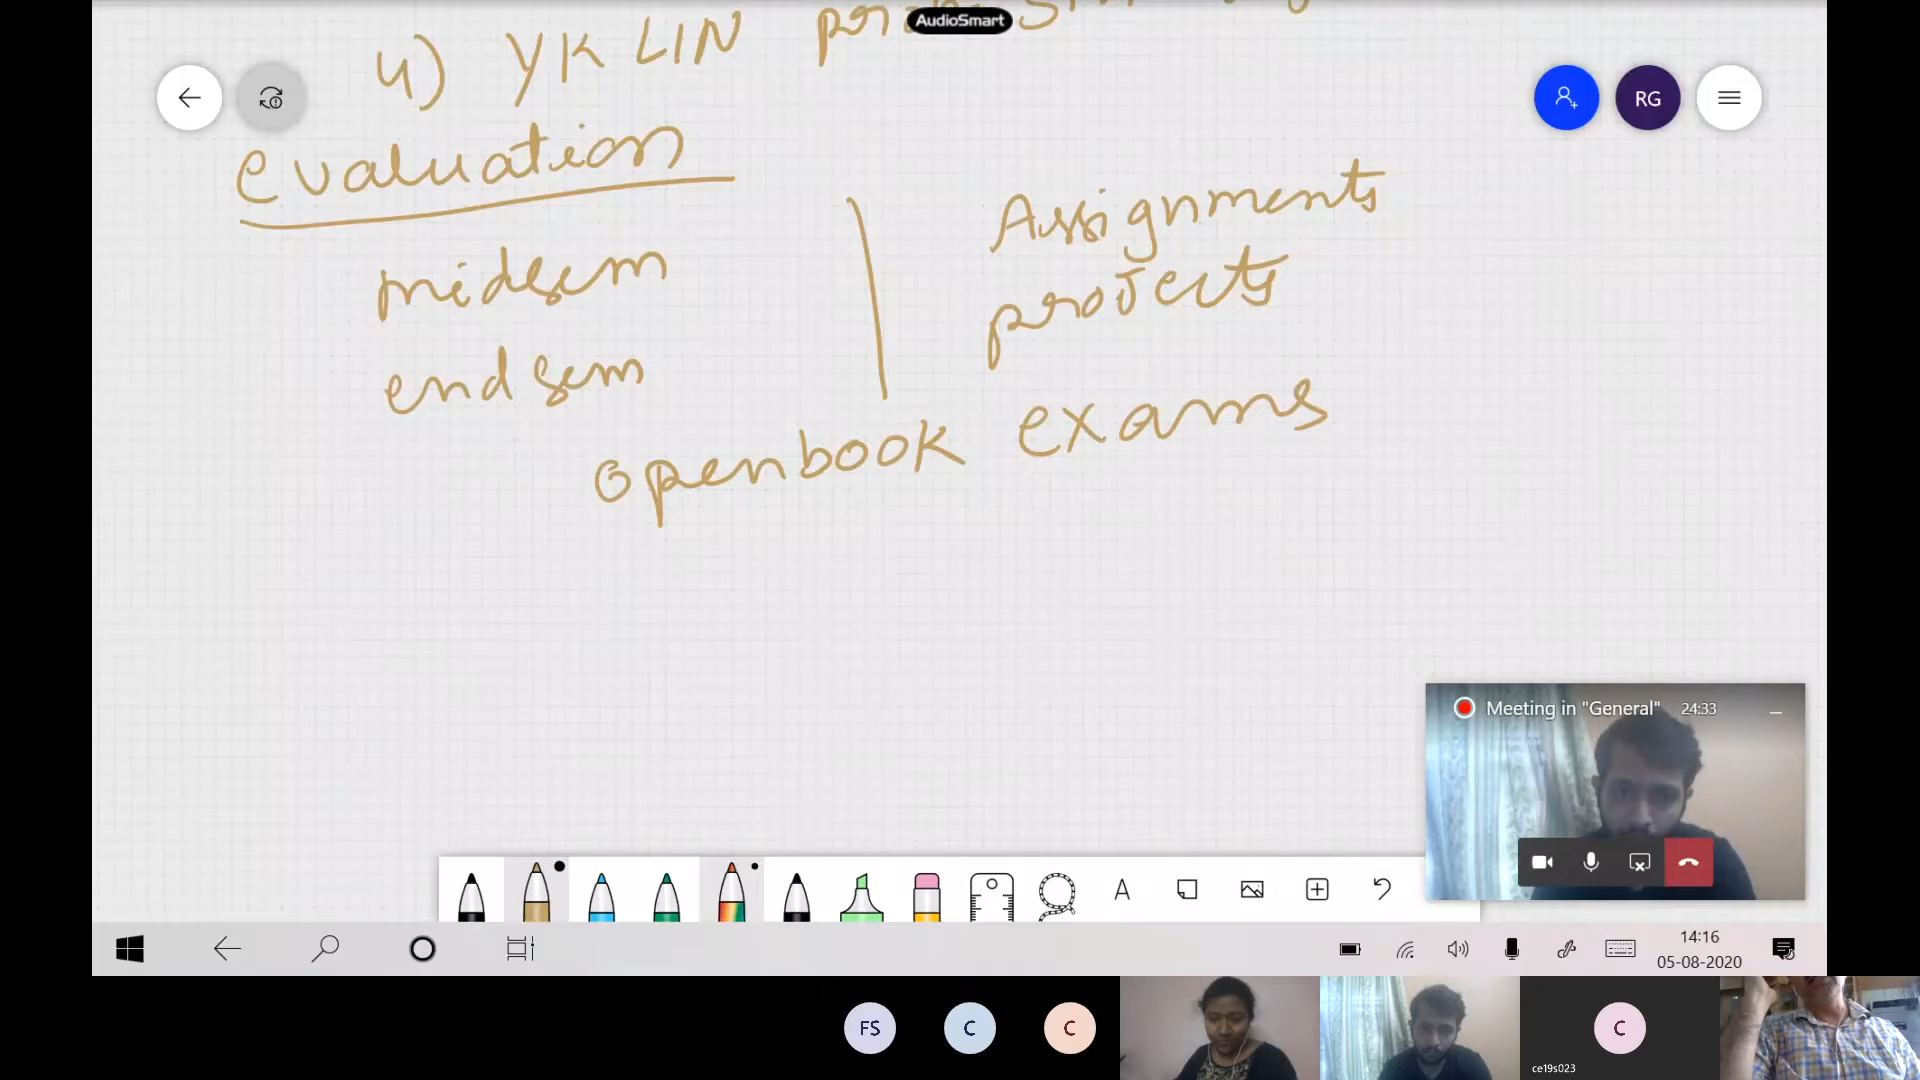 AudioSmart
4) YK LIN
RG
evaluation
Assignments
midsem
projects
endsem
openbook exams
Meeting in "General" 24:33
A
14:16
05-08-2020
FS
C
C
C
ce19s023